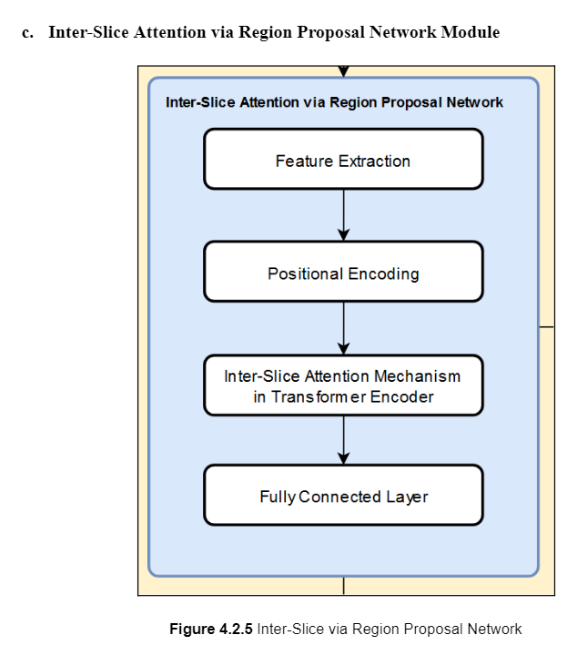 c. Inter-Slice Attention via Region Proposal Network Module
Inter-Slice Attention via Region Proposal Network
Feature Extraction
Positional Encoding
Inter-Slice Attention Mechanism
in Transformer Encoder
Fully Connected Layer
Figure 4.2.5 Inter-Slice via Region Proposal Network